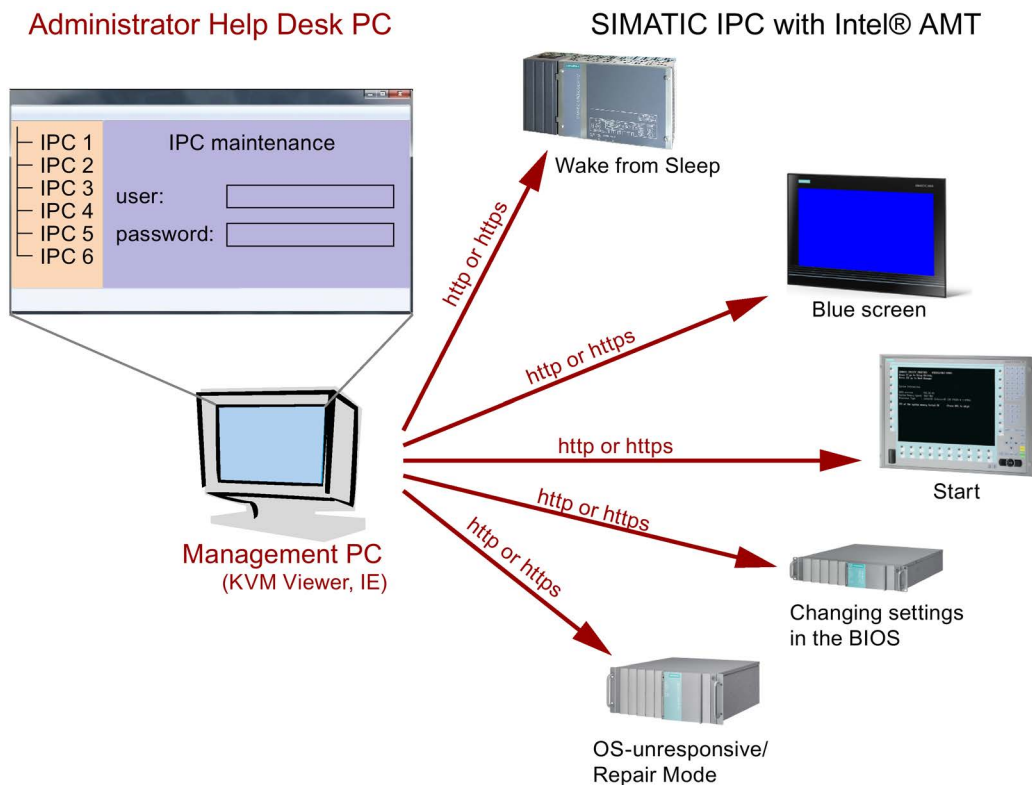 Administrator Help Desk PC
SIMATIC IPC with Intel® AMT
IPC 1
IPC 2
IPC 3
IPC 4
IPC 5
IPC 6
IPC maintenance
user:
password:
Wake from Sleep
http or https
Blue screen
http or https
Start
http or https
http or https
Changing settings
in the BIOS
http or https
OS-unresponsive/
Repair Mode
Management PC
(KVM Viewer, IE)